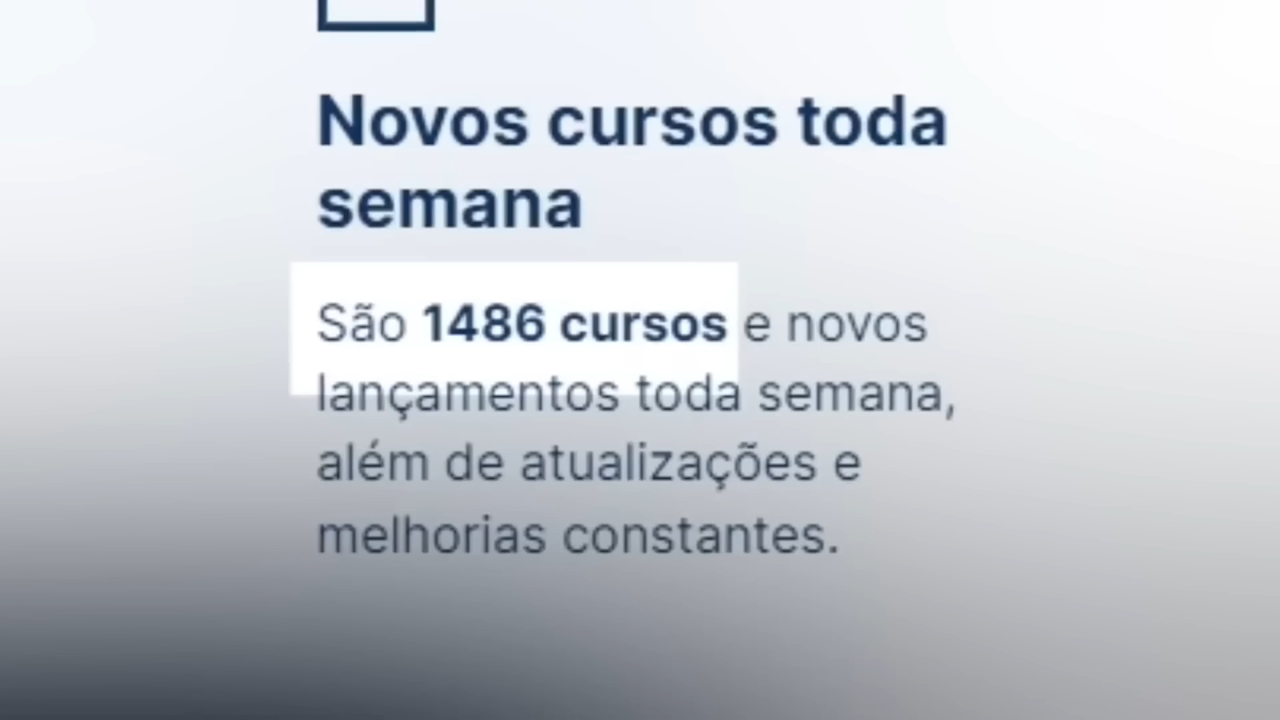 Novos cursos toda
semana
São 1486 cursos e novos
lançamentos toda semana,
além de atualizações e
melhorias constantes.